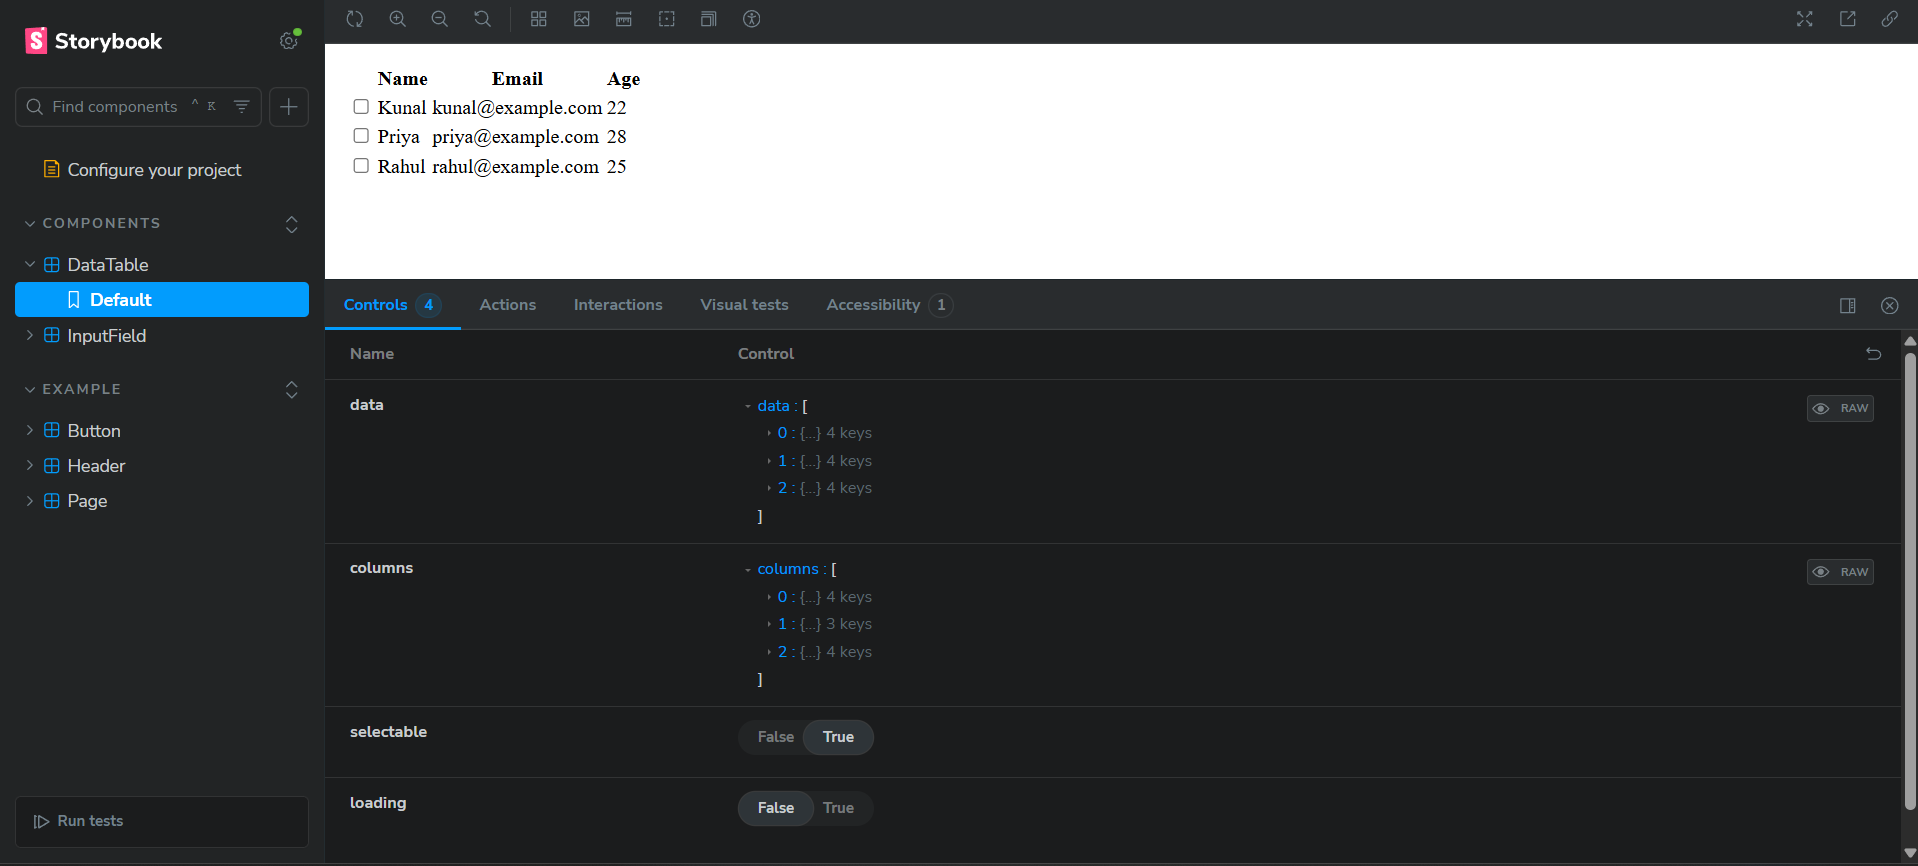 Storybook
Find components ^ K
Configure your project
COMPONENTS
DataTable
Default
InputField
EXAMPLE
Button
Header
Page
Run tests
Name Email Age
Kunal kunal@example.com 22
Priya priya@example.com 28
Rahul rahul@example.com 25
Controls 4 Actions Interactions Visual tests Accessibility 1
Name Control
data
data : [
0 : {...} 4 keys
1 : {...} 4 keys
2 : {...} 4 keys
]
RAW
columns
columns : [
0 : {...} 4 keys
1 : {...} 3 keys
2 : {...} 4 keys
]
RAW
selectable False True
loading False True